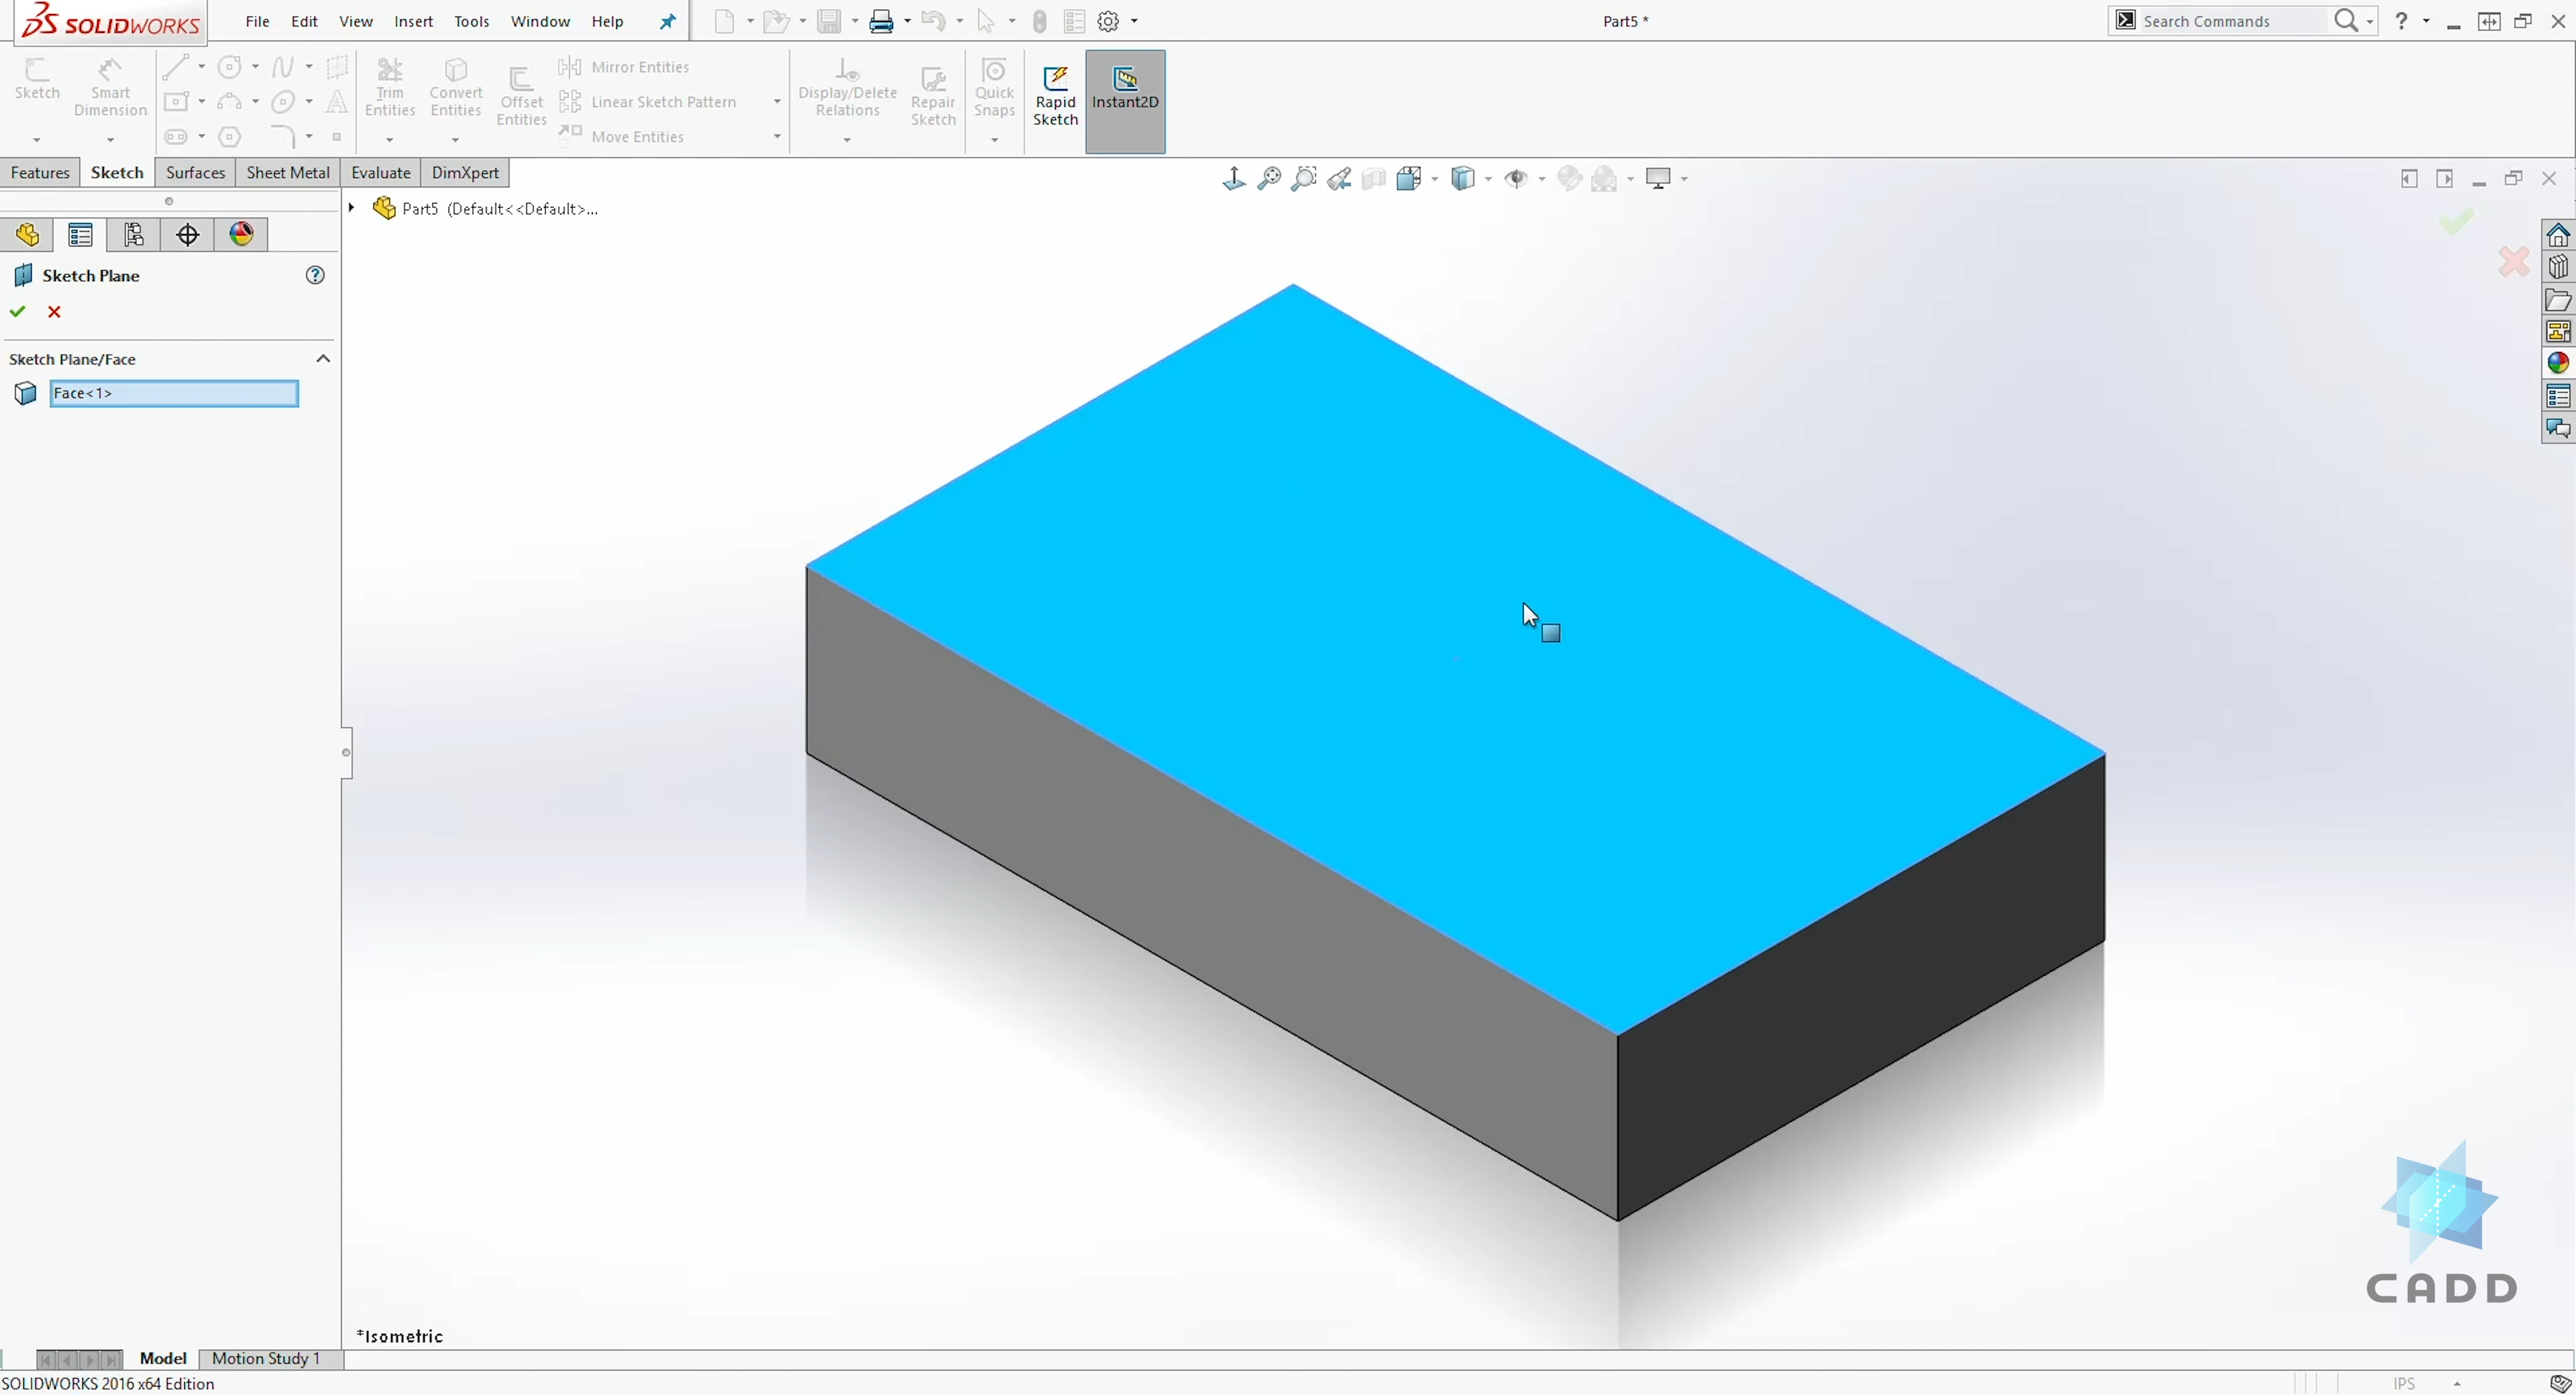 SOLIDWORKS File Edit View Insert Tools Window Help Part5 * Search Commands ?
Sketch Smart Dimension Trim Entities Convert Entities Offset Entities Mirror Entities
Linear Sketch Pattern
Move Entities
Display/Delete Relations Repair Sketch Quick Snaps Rapid Sketch Instant2D
Features Sketch Surfaces Sheet Metal Evaluate DimXpert
Part5 (Default<<Default>...
Sketch Plane ?
Sketch Plane/Face
Face<1>
CADD
*Isometric
Model Motion Study 1
SOLIDWORKS 2016 x64 Edition IPS